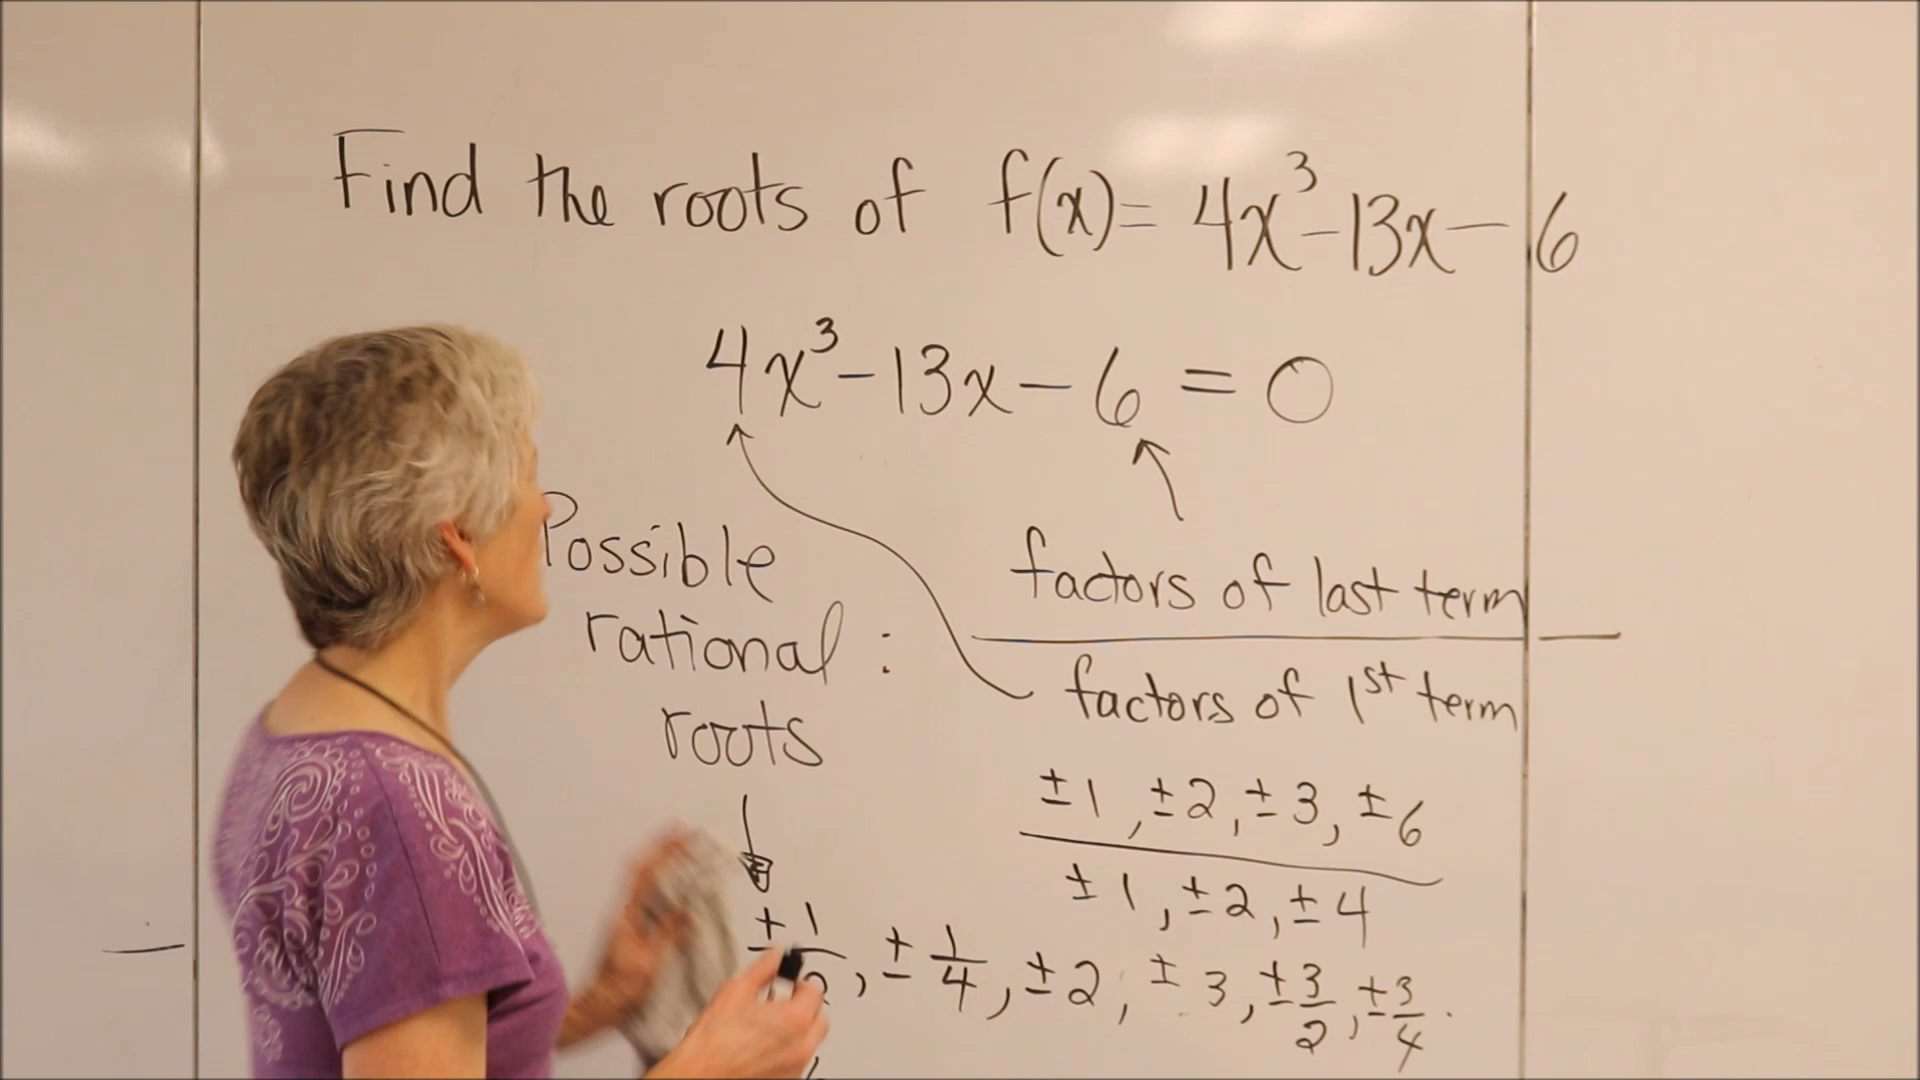 Find the roots of f(x) = 4x³ - 13x - 6
4x³ - 13x - 6 = 0
Possible
rational :
roots
factors of last term
factors of 1st term
±1, ±2, ±3, ±6
±1, ±2, ±4
±1/2, ±1/4, ±2, ±3, ±3/2, ±3/4